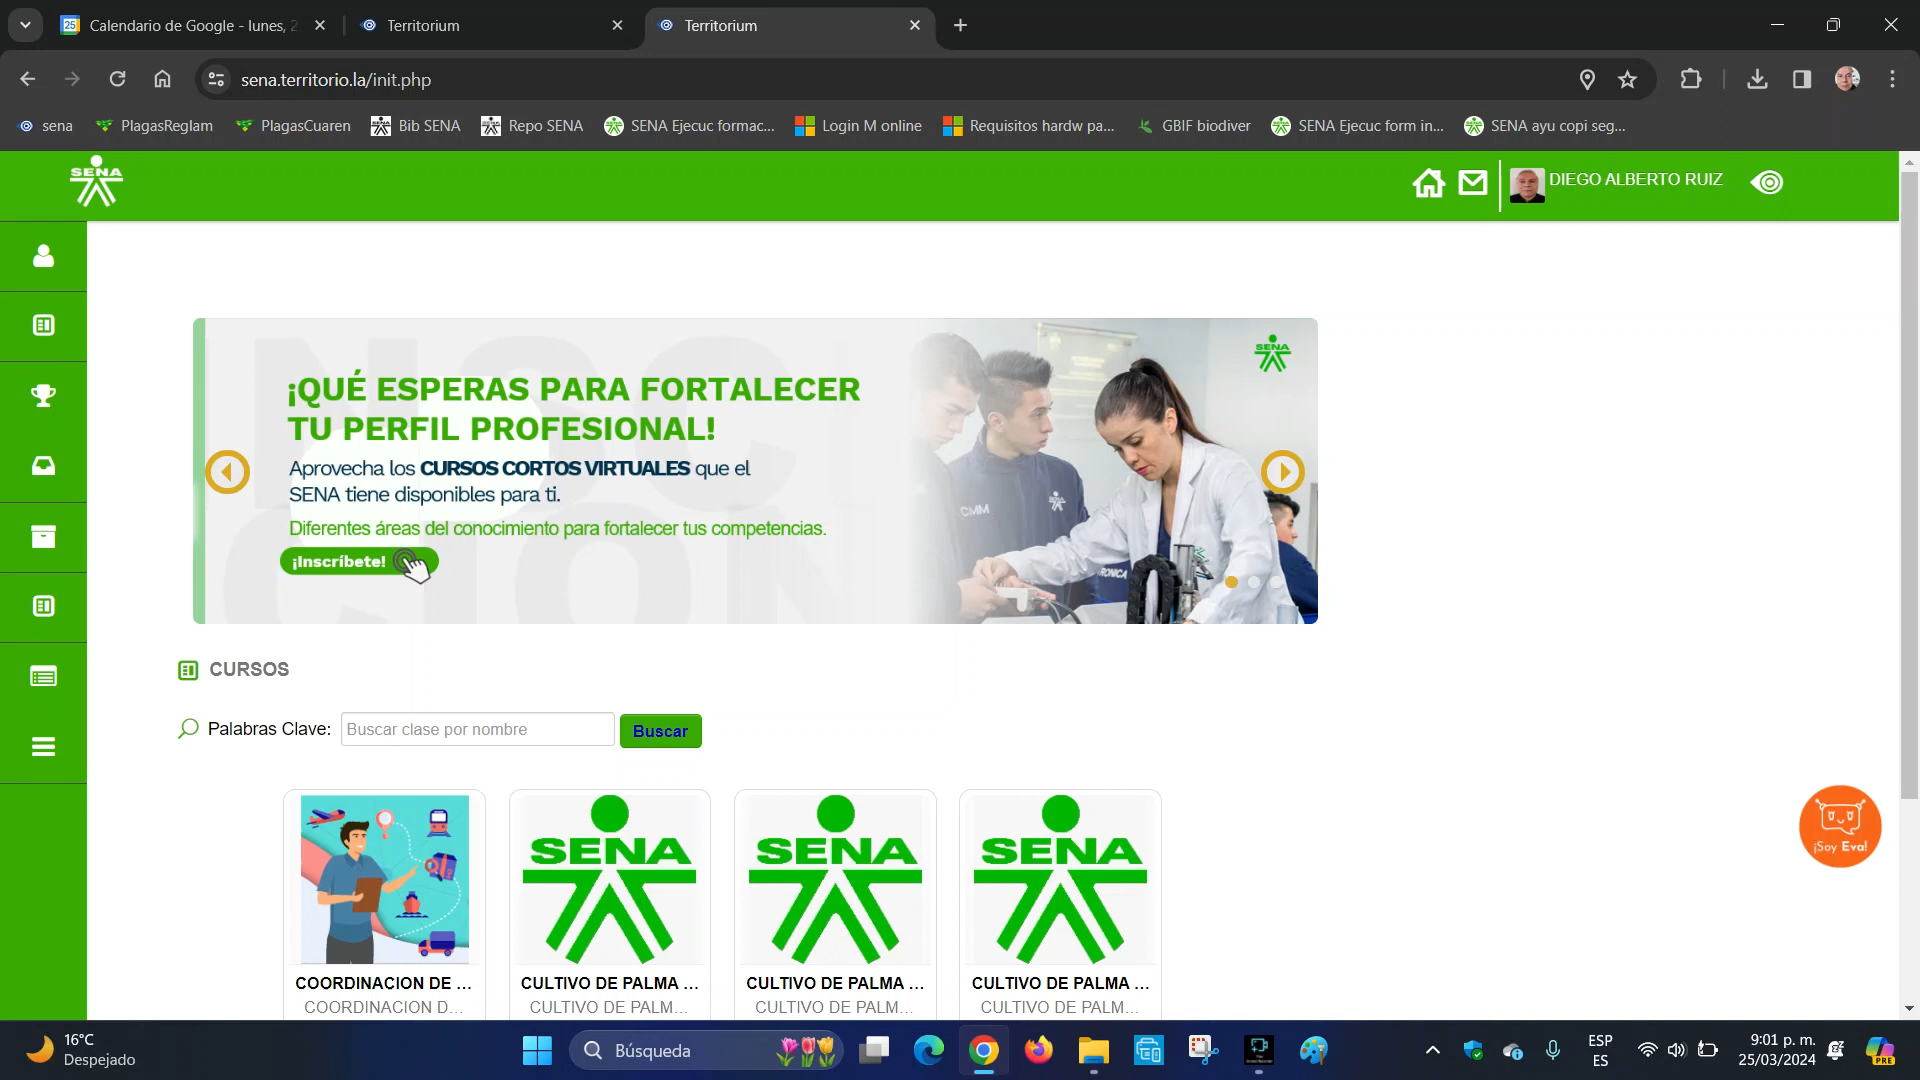 Calendario de Google - lunes, 2
Territorium
Territorium
sena.territorio.la/init.php
sena
PlagasReglam
PlagasCuaren
Bib SENA
Repo SENA
SENA Ejecuc formac...
Login M online
Requisitos hardw pa...
GBIF biodiver
SENA Ejecuc form in...
SENA ayu copi seg...
SENA
DIEGO ALBERTO RUIZ
SENA
¡QUÉ ESPERAS PARA FORTALECER
TU PERFIL PROFESIONAL!
Aprovecha los CURSOS CORTOS VIRTUALES que el
SENA tiene disponibles para ti.
Diferentes áreas del conocimiento para fortalecer tus competencias.
¡Inscríbete!
CMM
CURSOS
Palabras Clave:
Buscar clase por nombre
Buscar
SENA
SENA
SENA
¡Soy Eva!
COORDINACION DE ...
CULTIVO DE PALMA ...
CULTIVO DE PALMA ...
CULTIVO DE PALMA ...
COORDINACION D...
CULTIVO DE PALM...
CULTIVO DE PALM...
CULTIVO DE PALM...
16°C
Despejado
Búsqueda
ESP
ES
9:01 p. m.
25/03/2024
PRE